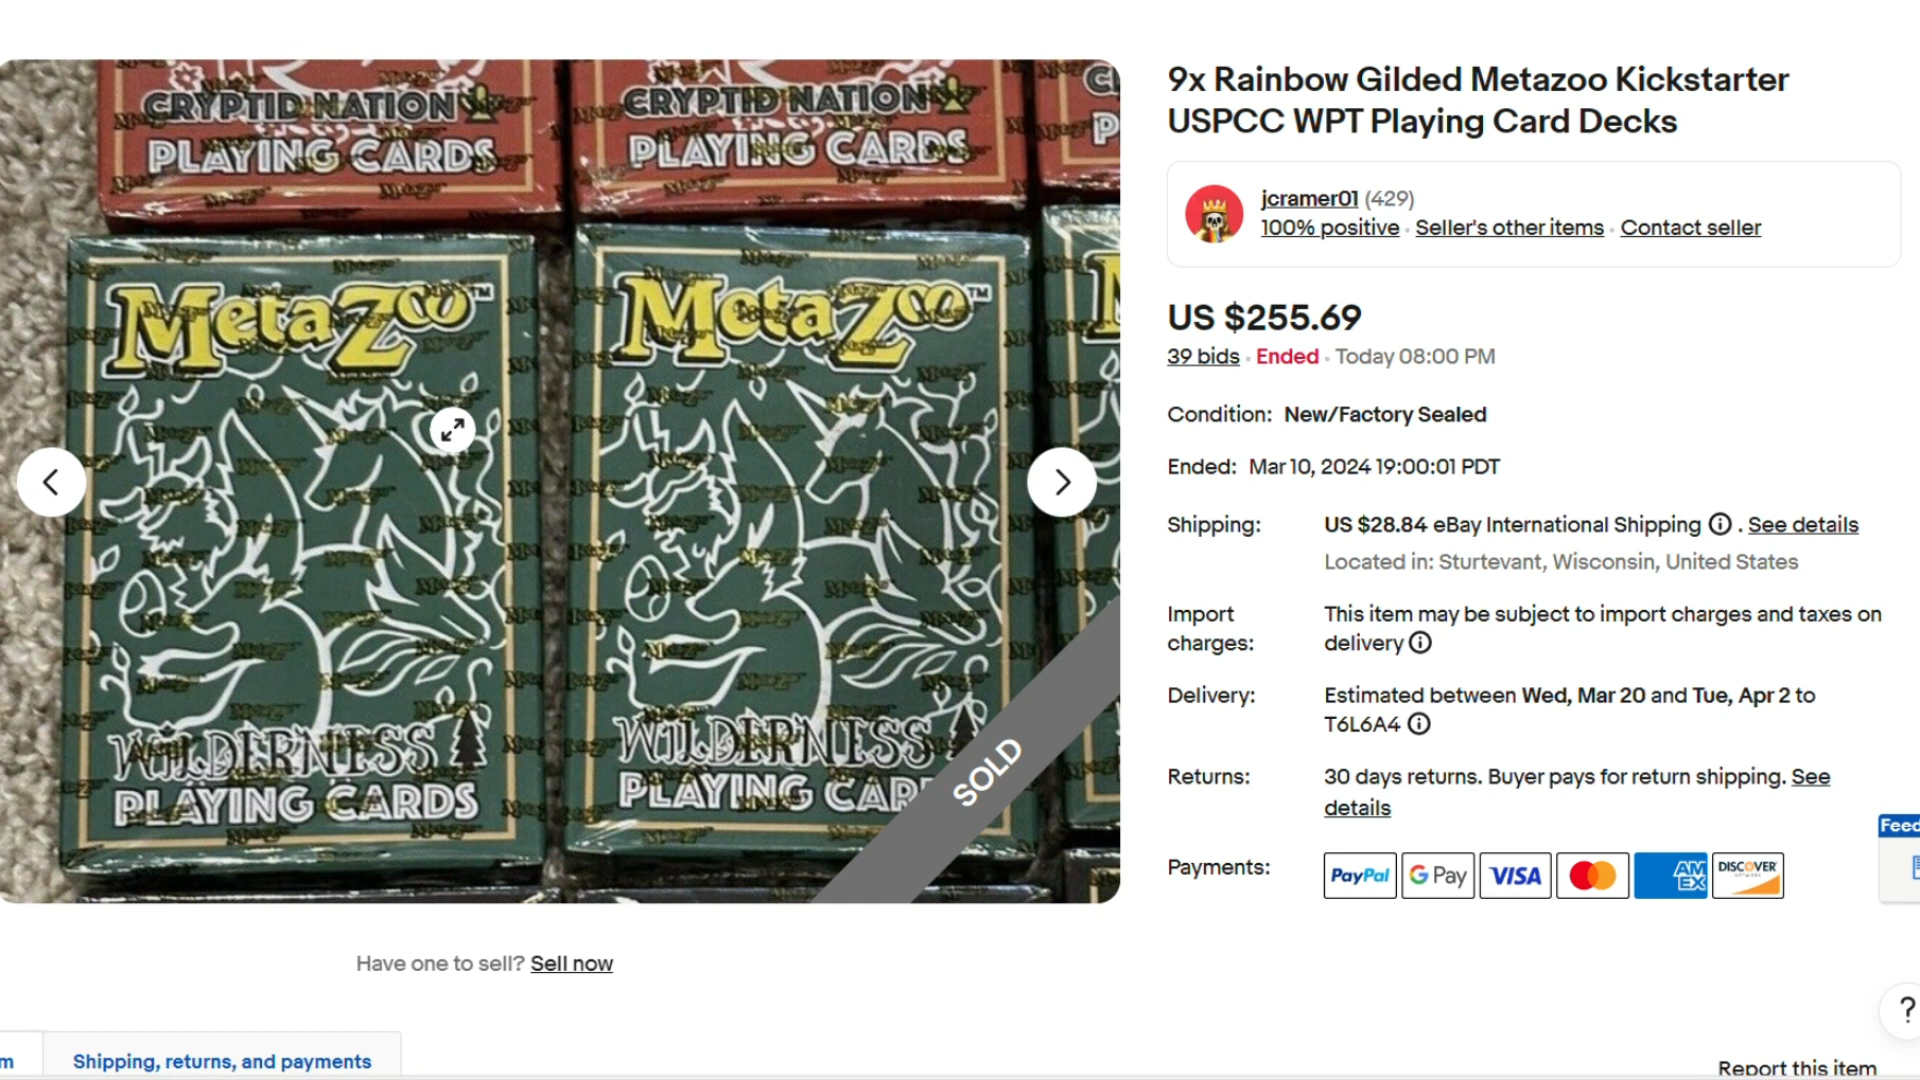 CRYPTID NATION
PLAYING CARDS
CRYPTID NATION
PLAYING CARDS
MetaZoo™
WILDERNESS
PLAYING CARDS
MetaZoo™
WILDERNESS
PLAYING CAR
SOLD
Have one to sell? Sell now
9x Rainbow Gilded Metazoo Kickstarter
USPCC WPT Playing Card Decks
jcramer01 (429)
100% positive · Seller's other items · Contact seller
US $255.69
39 bids · Ended · Today 08:00 PM
Condition: New/Factory Sealed
Ended: Mar 10, 2024 19:00:01 PDT
Shipping: US $28.84 eBay International Shipping . See details
Located in: Sturtevant, Wisconsin, United States
Import charges: This item may be subject to import charges and taxes on
delivery
Delivery: Estimated between Wed, Mar 20 and Tue, Apr 2 to
T6L6A4
Returns: 30 days returns. Buyer pays for return shipping. See
details
Payments: PayPal G Pay VISA AM EX DISCOVER
Feed
?
m
Shipping, returns, and payments
Report this item